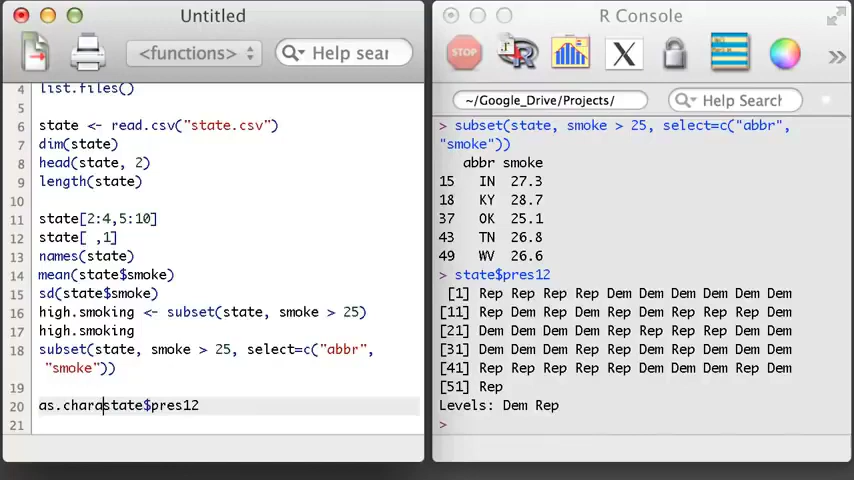 Untitled
<functions>
Help sear
4 list.files()
5
6 state <- read.csv("state.csv")
7 dim(state)
8 head(state, 2)
9 length(state)
10
11 state[2:4,5:10]
12 state[ ,1]
13 names(state)
14 mean(state$smoke)
15 sd(state$smoke)
16 high.smoking <- subset(state, smoke > 25)
17 high.smoking
18 subset(state, smoke > 25, select=c("abbr",
"smoke"))
19
20 as.charastate$pres12
21
R Console
STOP
R
X
~/Google_Drive/Projects/
Help Search
> subset(state, smoke > 25, select=c("abbr",
"smoke"))
abbr smoke
15 IN 27.3
18 KY 28.7
37 OK 25.1
43 TN 26.8
49 WV 26.6
> state$pres12
[1] Rep Rep Rep Rep Dem Dem Dem Dem Dem Dem
[11] Rep Dem Rep Dem Rep Dem Rep Rep Rep Dem
[21] Dem Dem Dem Dem Rep Rep Rep Rep Dem Dem
[31] Dem Dem Dem Rep Rep Dem Rep Dem Dem Dem
[41] Rep Rep Rep Rep Rep Dem Dem Dem Rep Dem
[51] Rep
Levels: Dem Rep
>